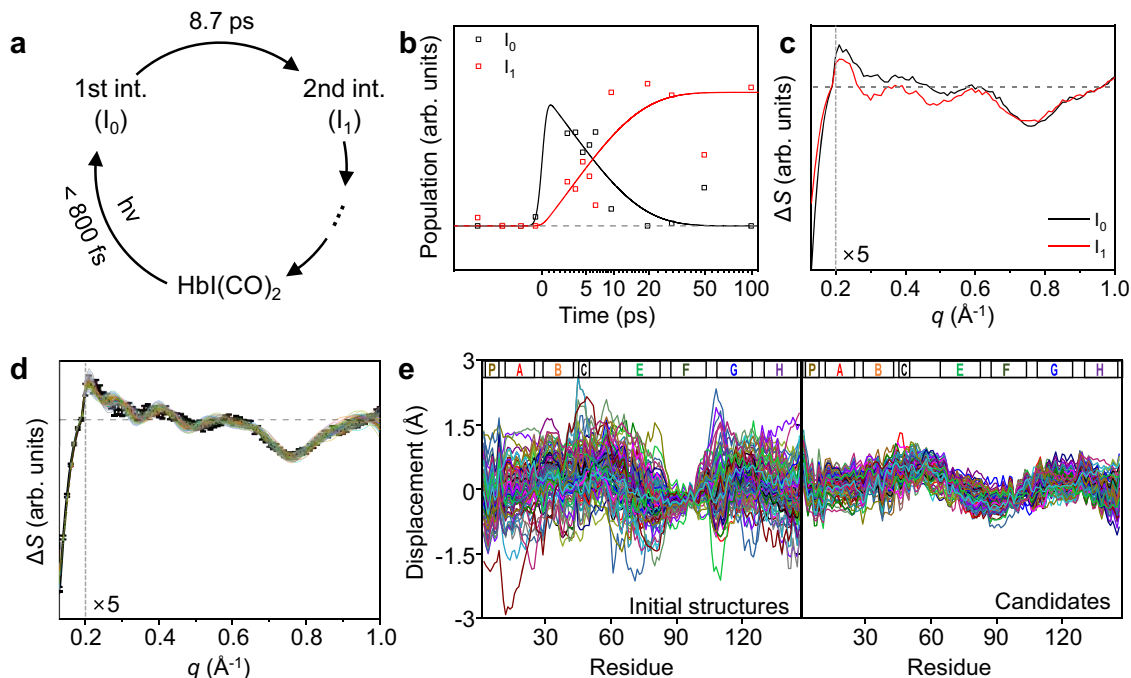 a
8.7 ps
1st int.
(I₀)
2nd int.
(I₁)
hν
< 800 fs
HbI(CO)₂
b
I₀
I₁
Population (arb. units)
0 5 10 20 30 50 100
Time (ps)
c
ΔS (arb. units)
I₀
I₁
×5
0.2 0.4 0.6 0.8 1.0
q (Å⁻¹)
d
ΔS (arb. units)
×5
0.2 0.4 0.6 0.8 1.0
q (Å⁻¹)
e
P A B C E F G H
P A B C E F G H
Displacement (Å)
3
1.5
0
-1.5
-3
Initial structures
Candidates
30 60 90 120
30 60 90 120
Residue
Residue